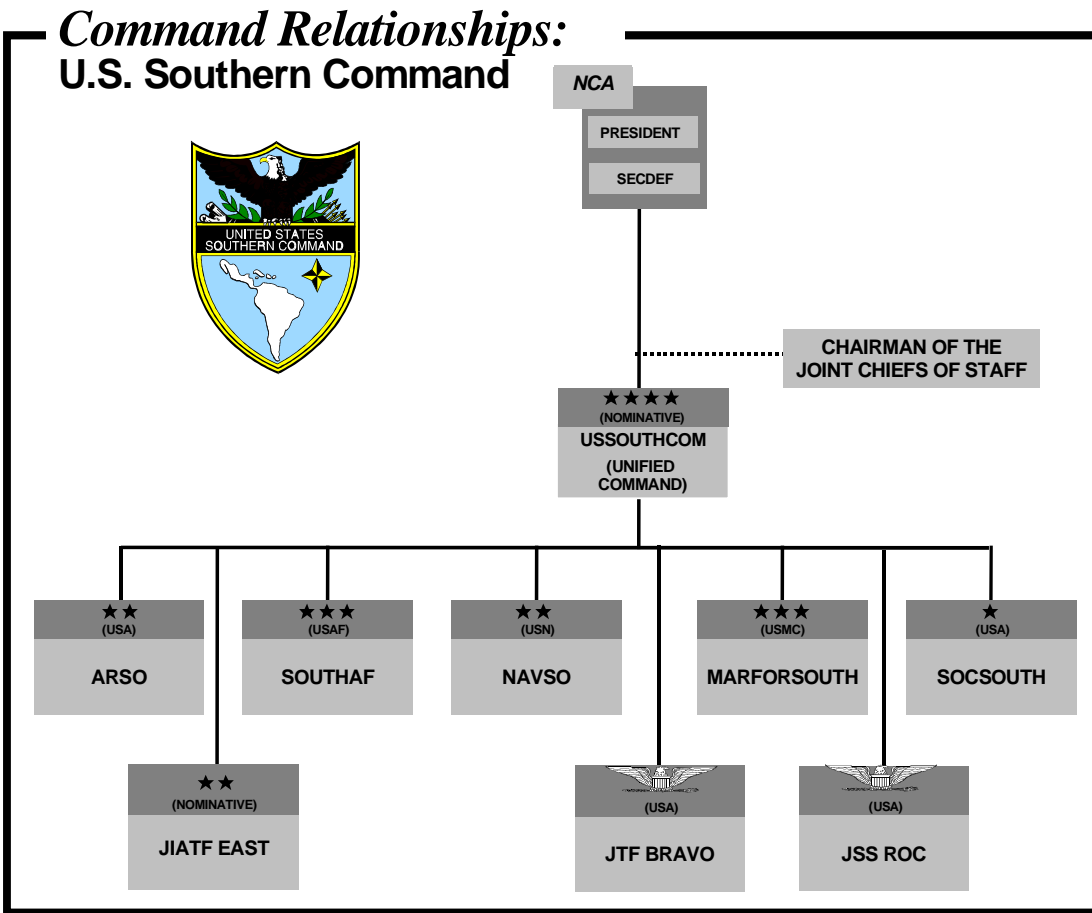 Command Relationships:
U.S. Southern Command
NCA
PRESIDENT
SECDEF
UNITED STATES
SOUTHERN COMMAND
CHAIRMAN OF THE
JOINT CHIEFS OF STAFF
(NOMINATIVE)
USSOUTHCOM
(UNIFIED
COMMAND)
(USA)
ARSO
(USAF)
SOUTHAF
(USN)
NAVSO
(USMC)
MARFORSOUTH
(USA)
SOCSOUTH
(NOMINATIVE)
JIATF EAST
(USA)
JTF BRAVO
(USA)
JSS ROC